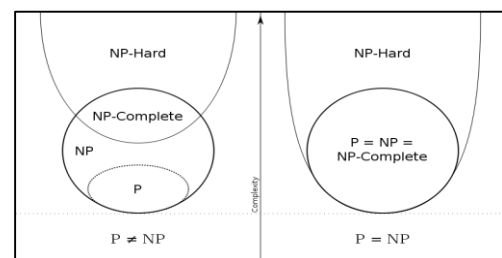 NP-Hard
NP-Complete
NP
P
P ≠ NP
Complexity
NP-Hard
P = NP =
NP-Complete
P = NP